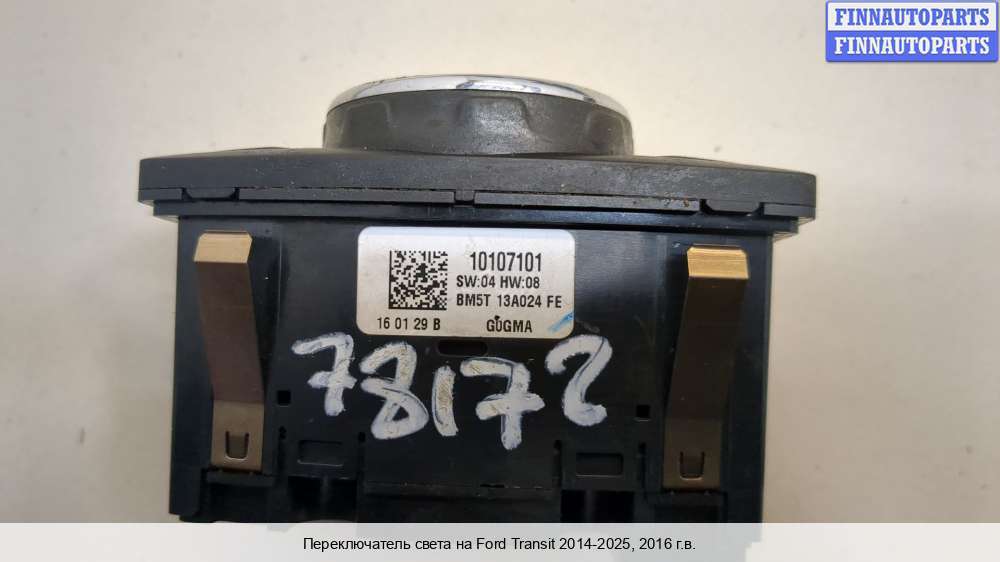 FINNAUTOPARTS
FINNAUTOPARTS
10107101
SW:04 HW:08
BM5T 13A024 FE
16 01 29 B GÜGMA
78172
Переключатель света на Ford Transit 2014-2025, 2016 г.в.